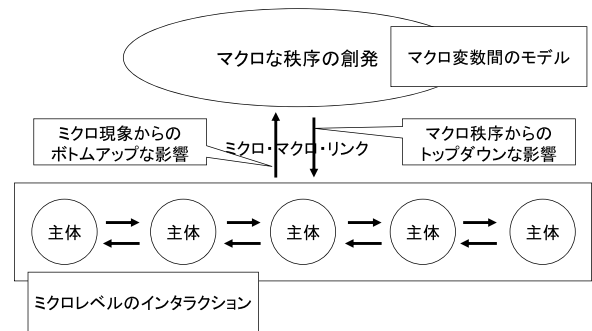 マクロな秩序の創発
マクロ変数間のモデル
ミクロ現象からの
ボトムアップな影響
ミクロ・マクロ・リンク
マクロ秩序からの
トップダウンな影響
主体
主体
主体
主体
主体
ミクロレベルのインタラクション